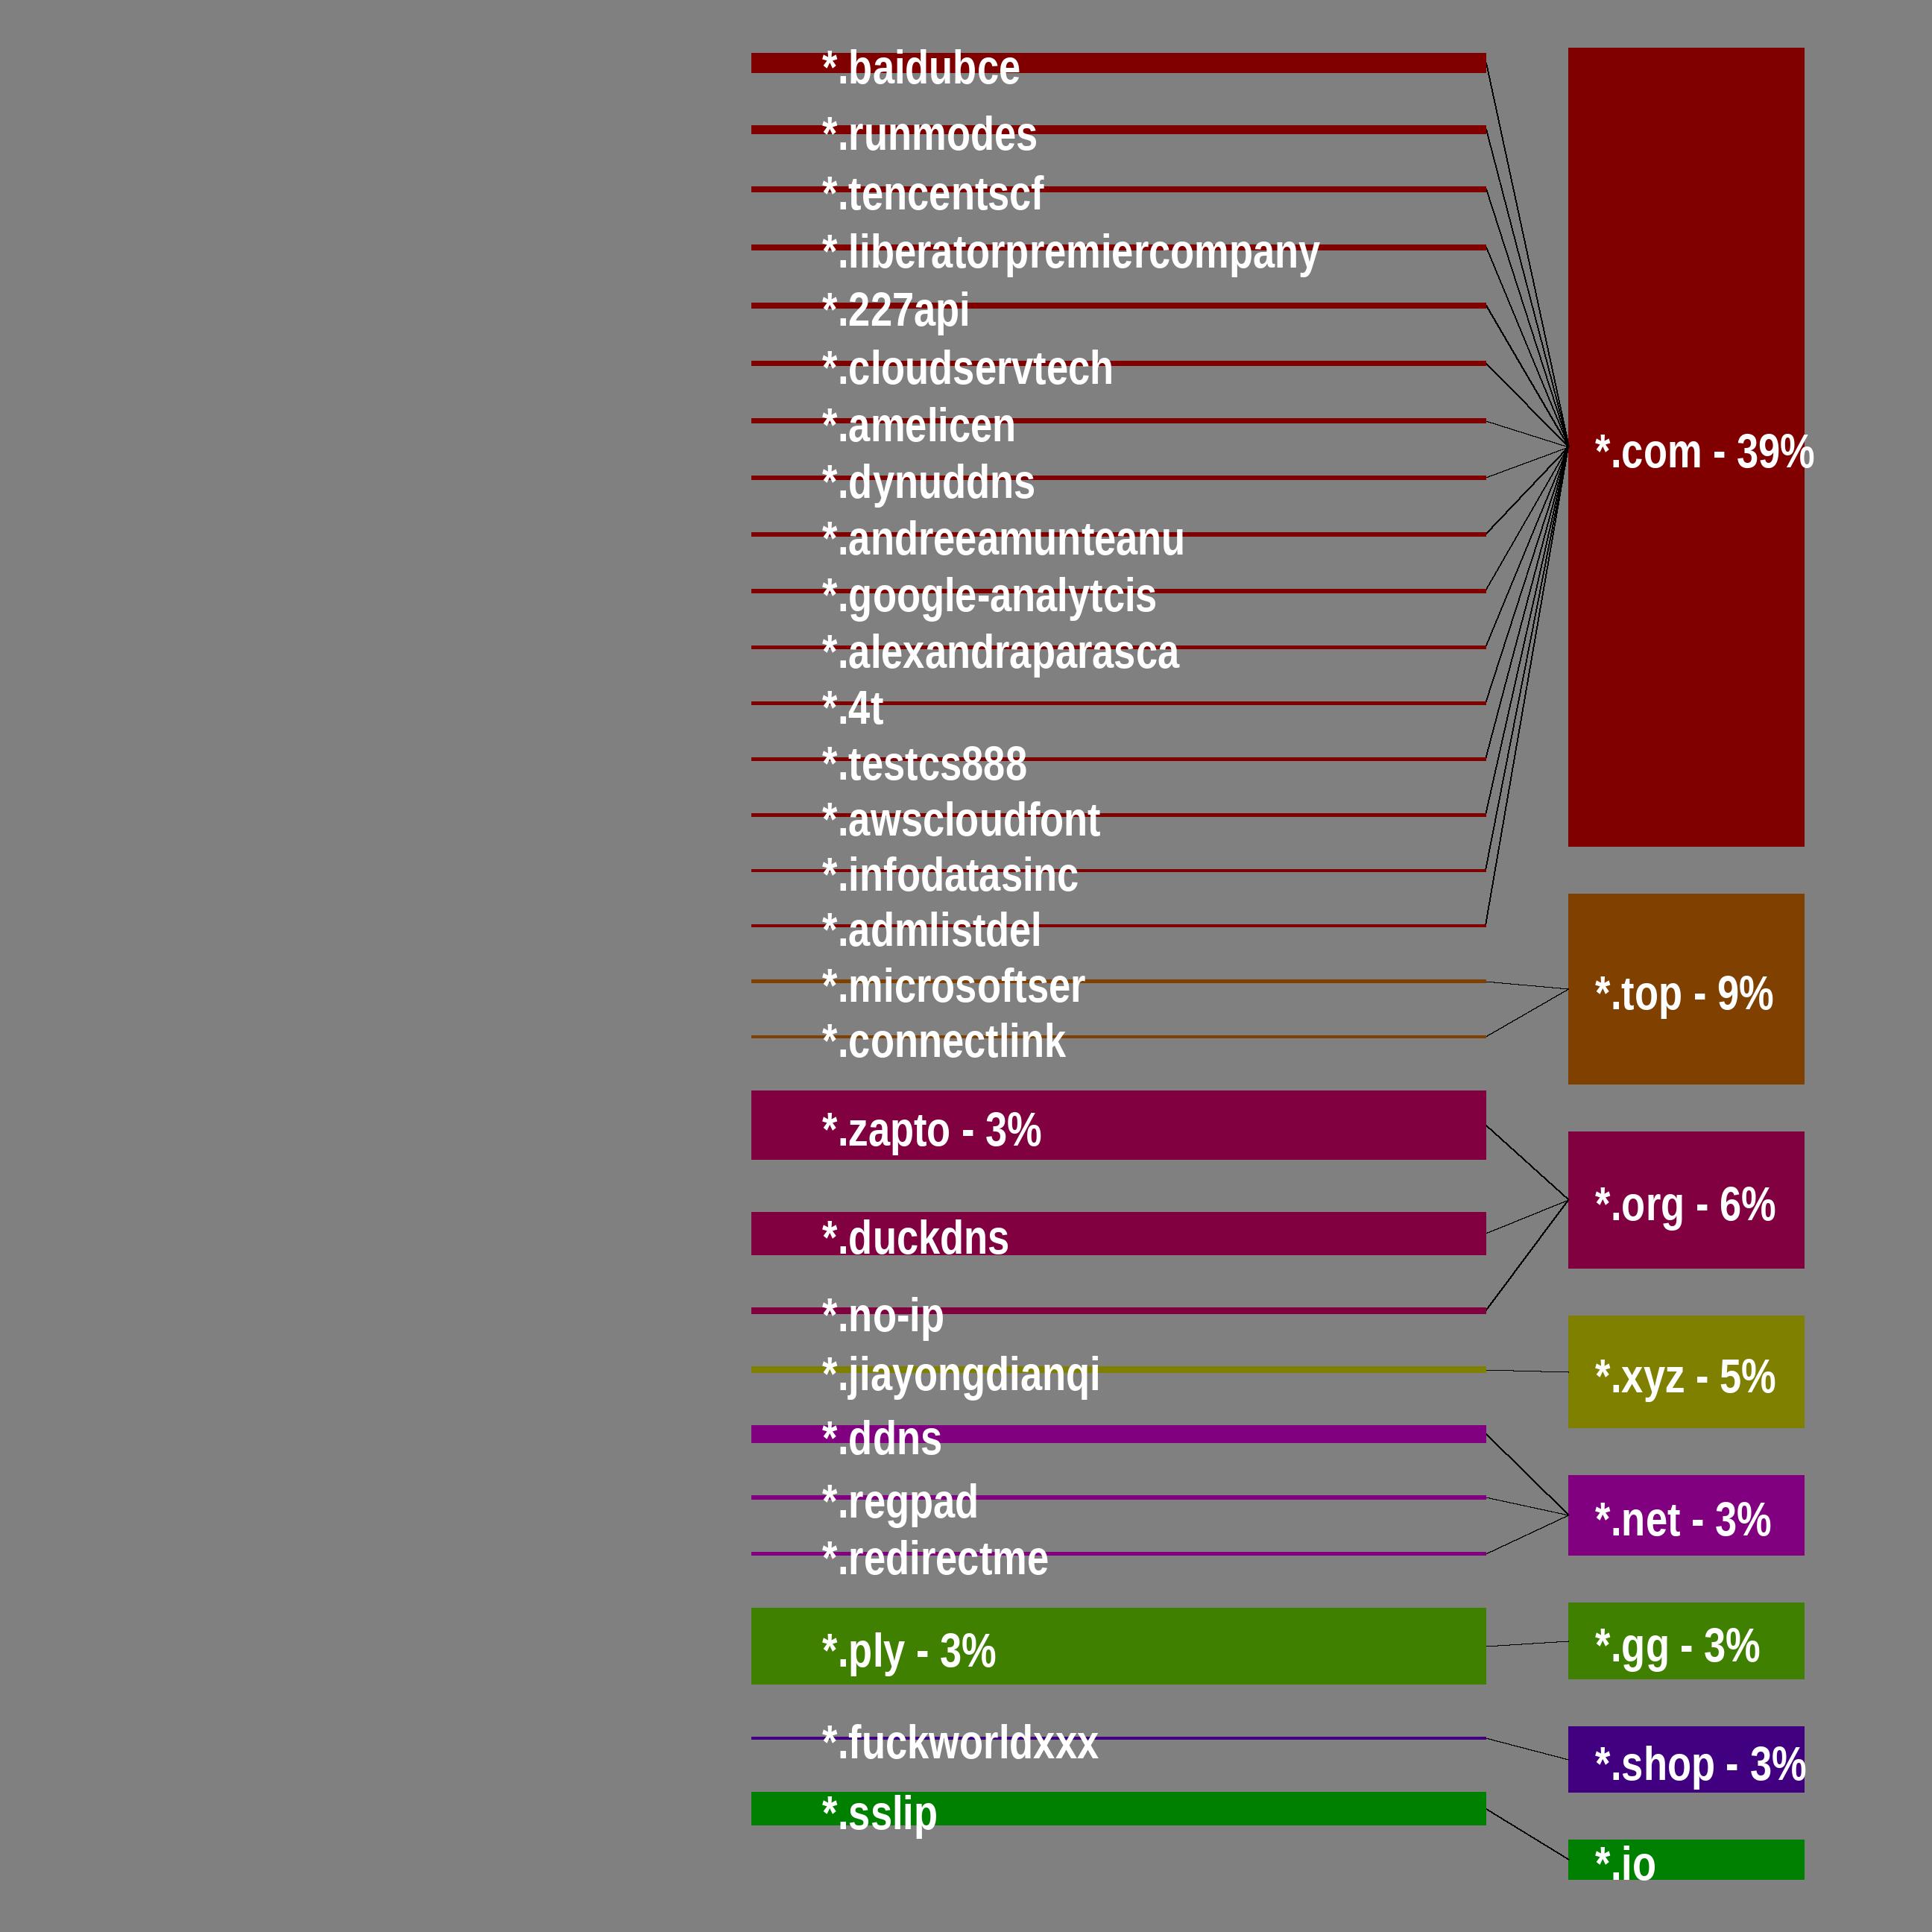 *.baidubce
*.runmodes
*.tencentscf
*.liberatorpremiercompany
*.227api
*.cloudservtech
*.amelicen
*.dynuddns
*.andreeamunteanu
*.google-analytcis
*.alexandraparasca
*.4t
*.testcs888
*.awscloudfont
*.infodatasinc
*.admlistdel
*.microsoftser
*.connectlink
*.zapto - 3%
*.duckdns
*.no-ip
*.jiayongdianqi
*.ddns
*.regpad
*.redirectme
*.ply - 3%
*.fuckworldxxx
*.sslip
*.com - 39%
*.top - 9%
*.org - 6%
*.xyz - 5%
*.net - 3%
*.gg - 3%
*.shop - 3%
*.io